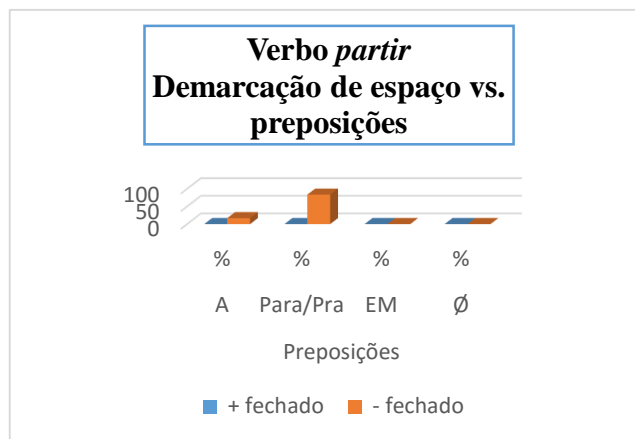 Verbo partir
Demarcação de espaço vs.
preposições
100
50
0
% % % %
A Para/Pra EM Ø
Preposições
+ fechado - fechado